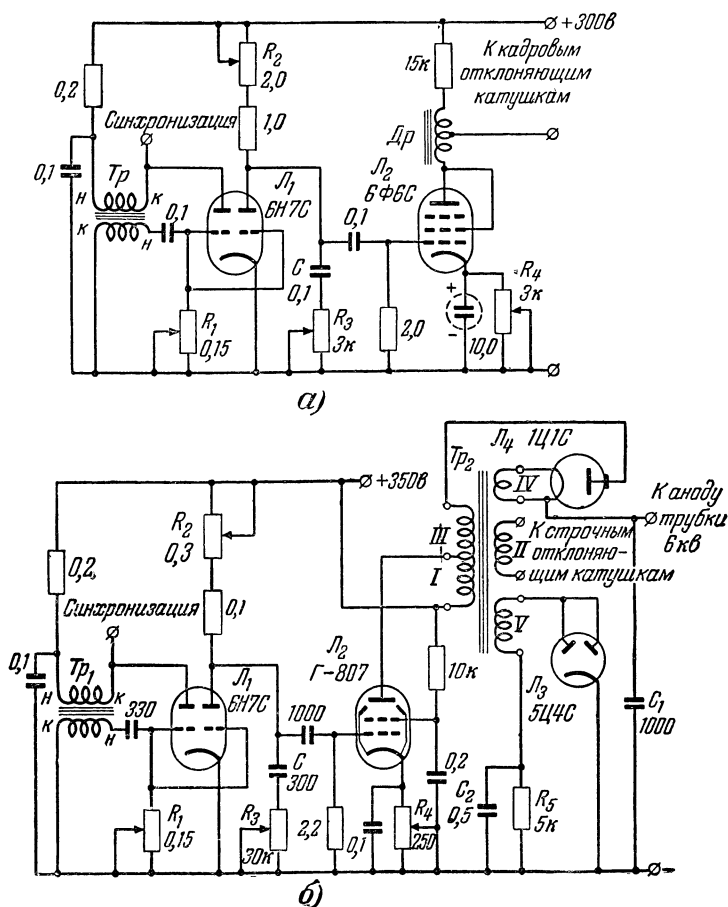 +300в
R2
2,0
15к
К кадровым
отклоняющим
катушкам
0,2
Синхронизация
1,0
Др
Л2
6Ф6С
0,1
Тр
Л1
6Н7С
н
к
0,1
к
н
0,1
С
0,1
R4
3к
+
-
10,0
R1
0,15
R3
3к
2,0
а)
Л4 1Ц1С
Тр2
+350в
IV
К аноду
трубки
6кв
R2
0,3
III
К строчным
II отклоняю-
щим катушкам
I
0,2
0,1
V
Синхронизация
Л2
Г-807
10к
0,1
Тр1
Л1
6Н7С
Л3
5Ц4С
н
к
330
1000
к
н
С1
1000
С
300
0,2
С2
0,5
R5
5к
R1
0,15
R3
30к
2,2
0,1
R4
250
-
б)